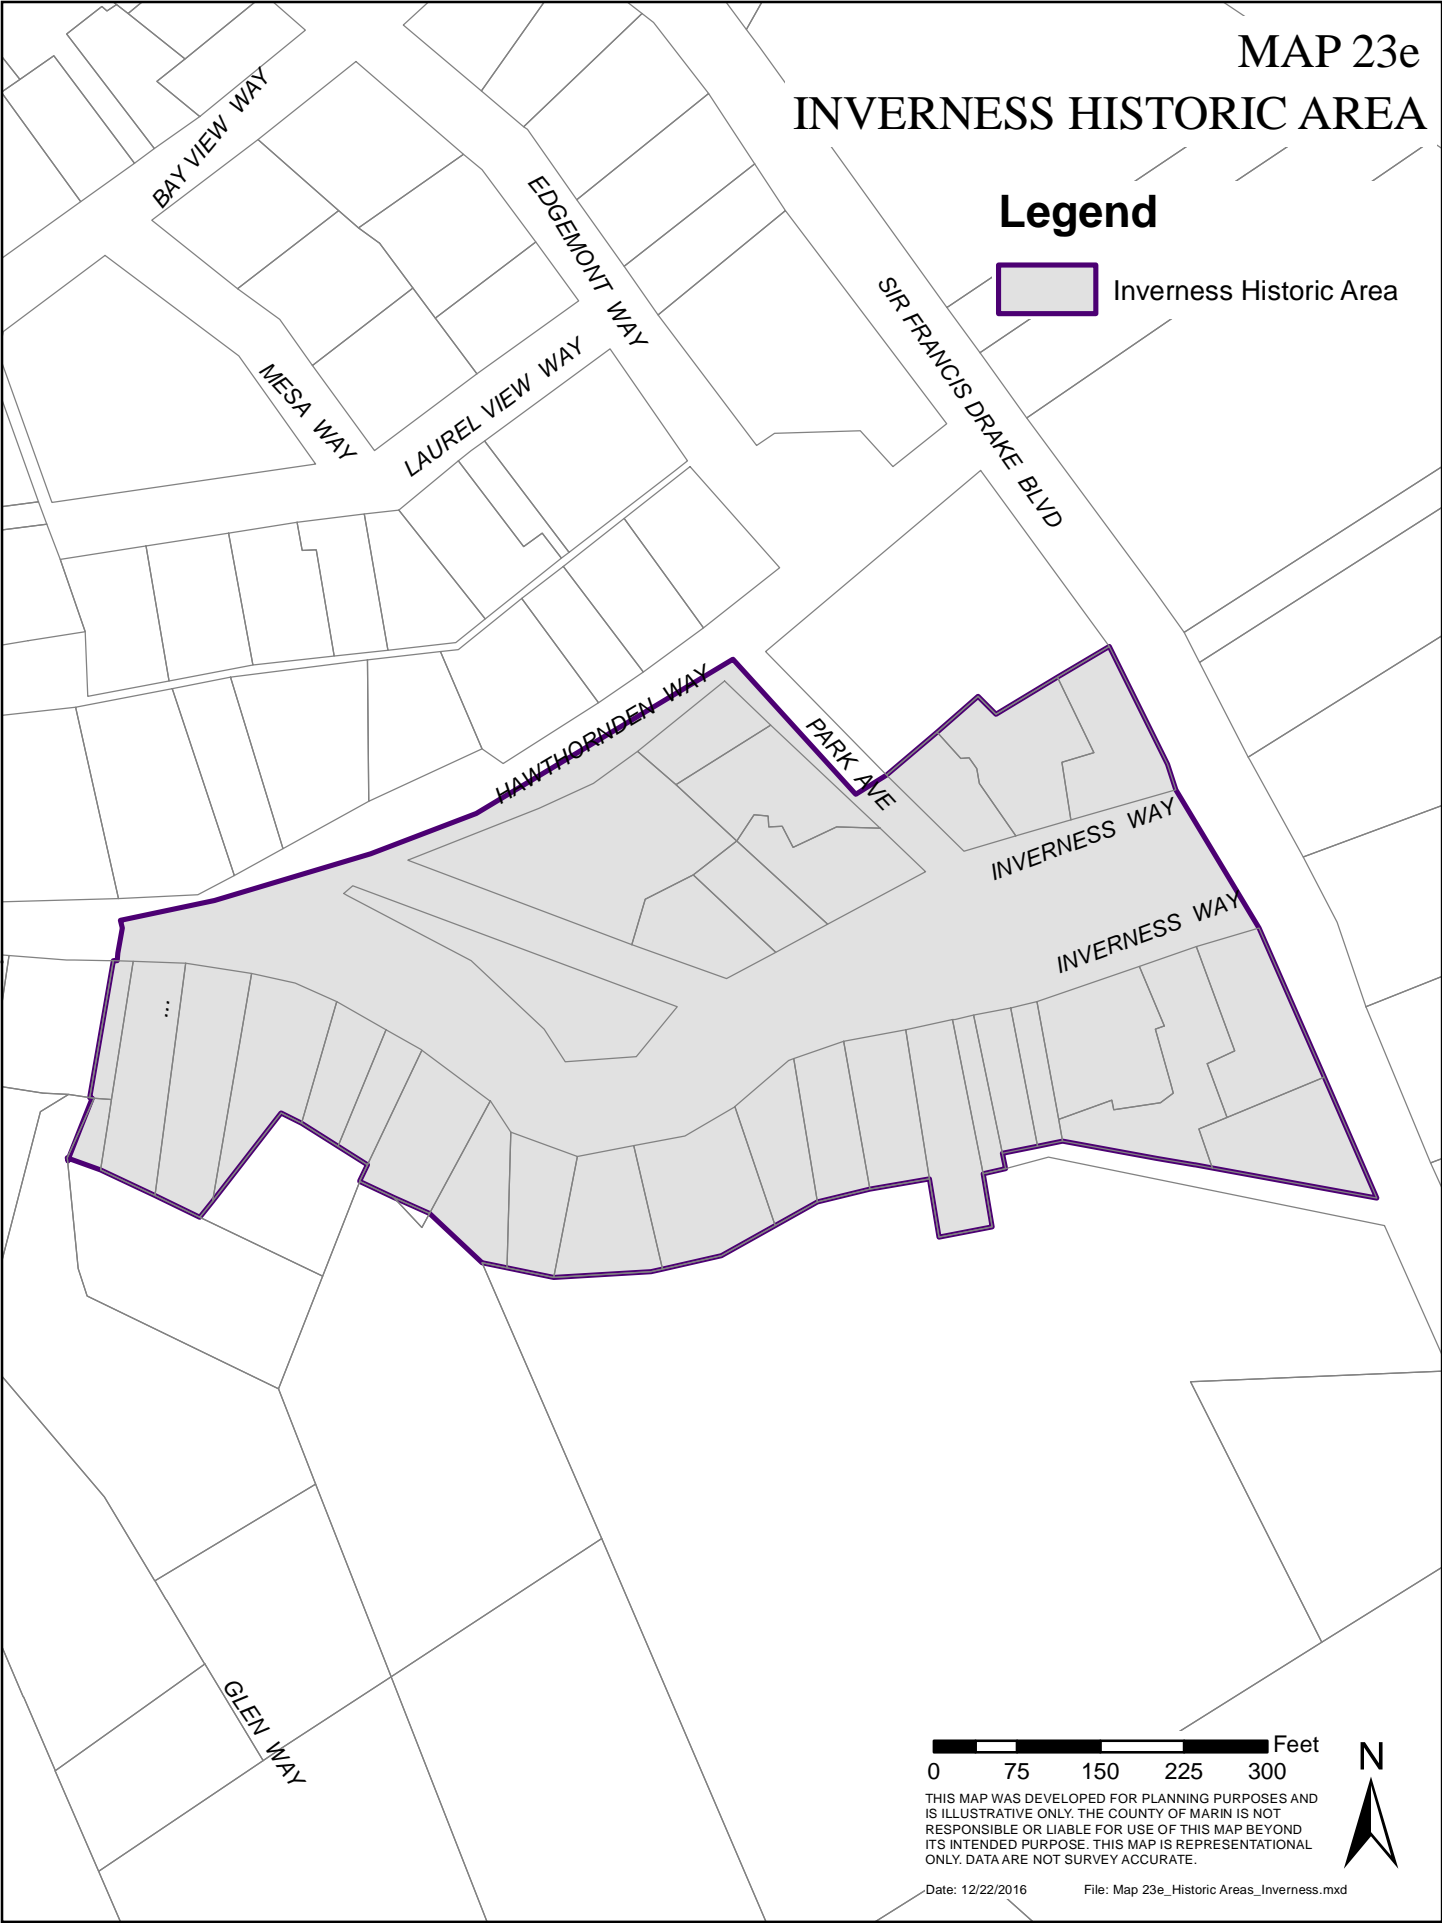 MAP 23e
INVERNESS HISTORIC AREA
Legend
Inverness Historic Area
BAY VIEW WAY
EDGEMONT WAY
SIR FRANCIS DRAKE BLVD
MESA WAY
LAUREL VIEW WAY
HAWTHORNDEN WAY
PARK AVE
INVERNESS WAY
INVERNESS WAY
GLEN WAY
Feet
0 75 150 225 300
N
THIS MAP WAS DEVELOPED FOR PLANNING PURPOSES AND
IS ILLUSTRATIVE ONLY. THE COUNTY OF MARIN IS NOT
RESPONSIBLE OR LIABLE FOR USE OF THIS MAP BEYOND
ITS INTENDED PURPOSE. THIS MAP IS REPRESENTATIONAL
ONLY. DATA ARE NOT SURVEY ACCURATE.
Date: 12/22/2016 File: Map 23e_Historic Areas_Inverness.mxd